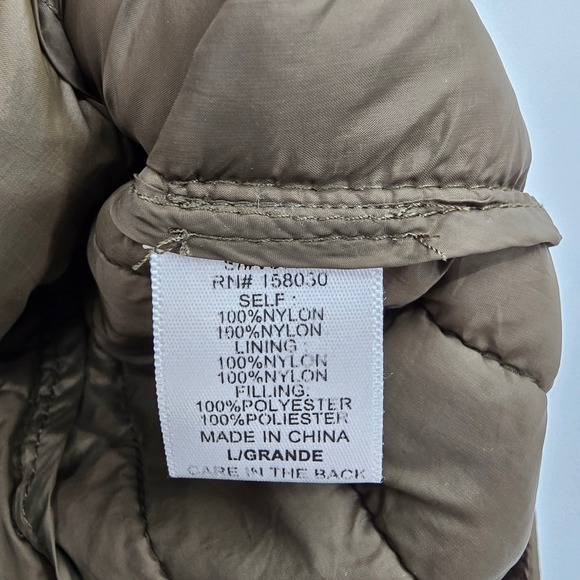 RN# 158030
SELF :
100%NYLON
100%NYLON
LINING :
100%NYLON
100%NYLON
FILLING:
100%POLYESTER
100%POLIESTER
MADE IN CHINA
L/GRANDE
CARE IN THE BACK